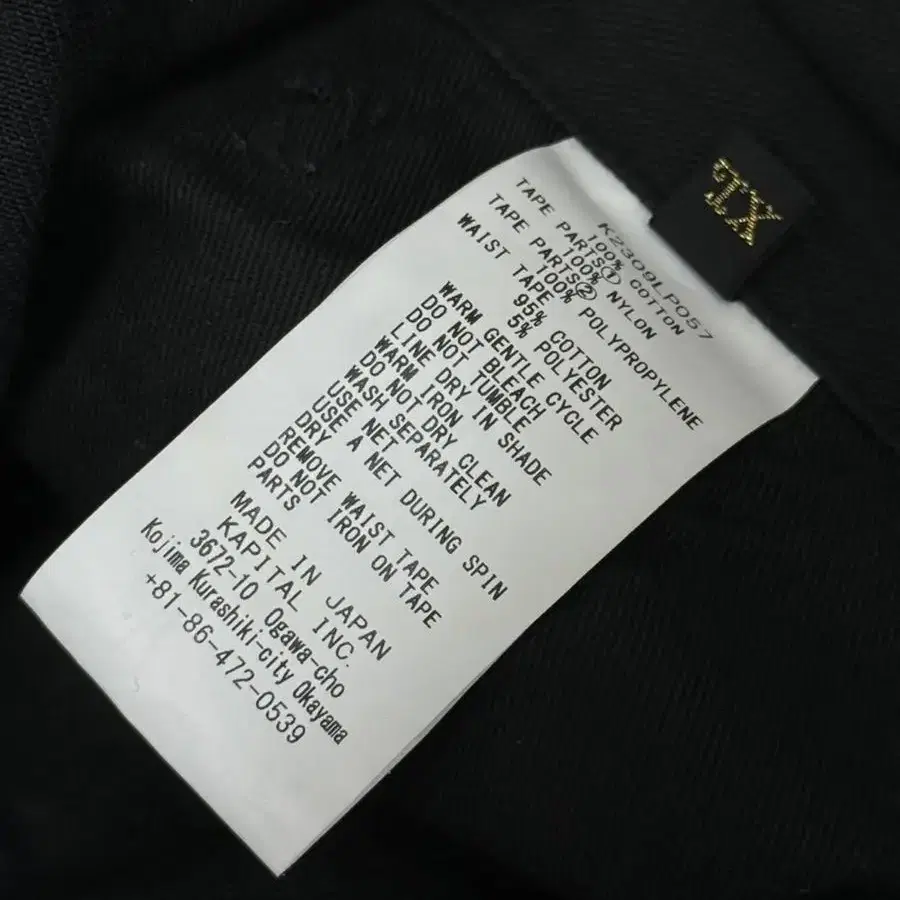 XL
K2309LP057
100% COTTON
TAPE PARTS①
100% NYLON
TAPE PARTS②
100% POLYPROPYLENE
WAIST TAPE
95% COTTON
5% POLYESTER
WARM GENTLE CYCLE
DO NOT BLEACH
DO NOT TUMBLE
LINE DRY IN SHADE
WARM IRON
DO NOT DRY CLEAN
WASH SEPARATELY
USE NET
USE A NET DURING SPIN
DRY
REMOVE WAIST TAPE
DO NOT IRON ON TAPE
PARTS
MADE IN JAPAN
KAPITAL INC.
3672-10 Ogawa-cho
Kojima Kurashiki-city Okayama
+81-86-472-0539